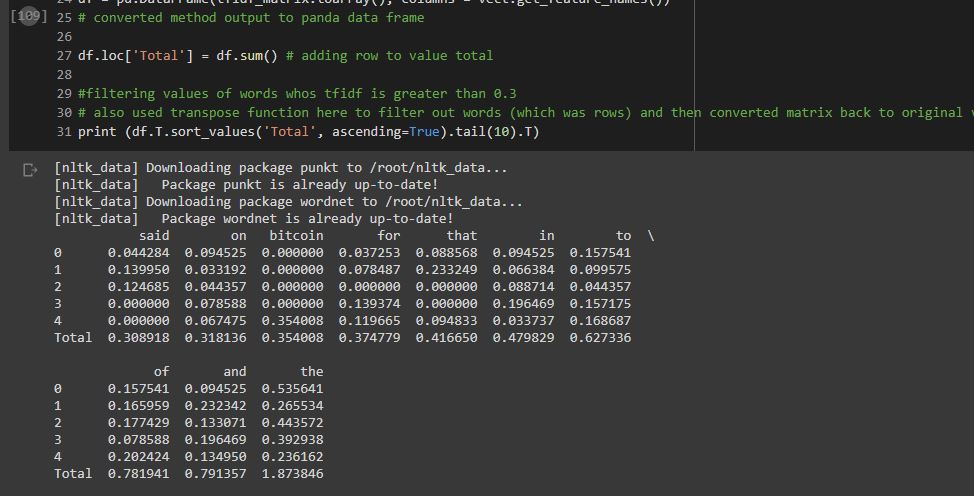 24 df = pd.DataFrame(tfidf_matrix.toarray(), columns = vect.get_feature_names())
[109] 25 # converted method output to panda data frame
26
27 df.loc['Total'] = df.sum() # adding row to value total
28
29 #filtering values of words whos tfidf is greater than 0.3
30 # also used transpose function here to filter out words (which was rows) and then converted matrix back to original
31 print (df.T.sort_values('Total', ascending=True).tail(10).T)
[nltk_data] Downloading package punkt to /root/nltk_data...
[nltk_data]   Package punkt is already up-to-date!
[nltk_data] Downloading package wordnet to /root/nltk_data...
[nltk_data]   Package wordnet is already up-to-date!
said on bitcoin for that in to \
0 0.044284 0.094525 0.000000 0.037253 0.088568 0.094525 0.157541
1 0.139950 0.033192 0.000000 0.078487 0.233249 0.066384 0.099575
2 0.124685 0.044357 0.000000 0.000000 0.000000 0.088714 0.044357
3 0.000000 0.078588 0.000000 0.139374 0.000000 0.196469 0.157175
4 0.000000 0.067475 0.354008 0.119665 0.094833 0.033737 0.168687
Total 0.308918 0.318136 0.354008 0.374779 0.416650 0.479829 0.627336
of and the
0 0.157541 0.094525 0.535641
1 0.165959 0.232342 0.265534
2 0.177429 0.133071 0.443572
3 0.078588 0.196469 0.392938
4 0.202424 0.134950 0.236162
Total 0.781941 0.791357 1.873846